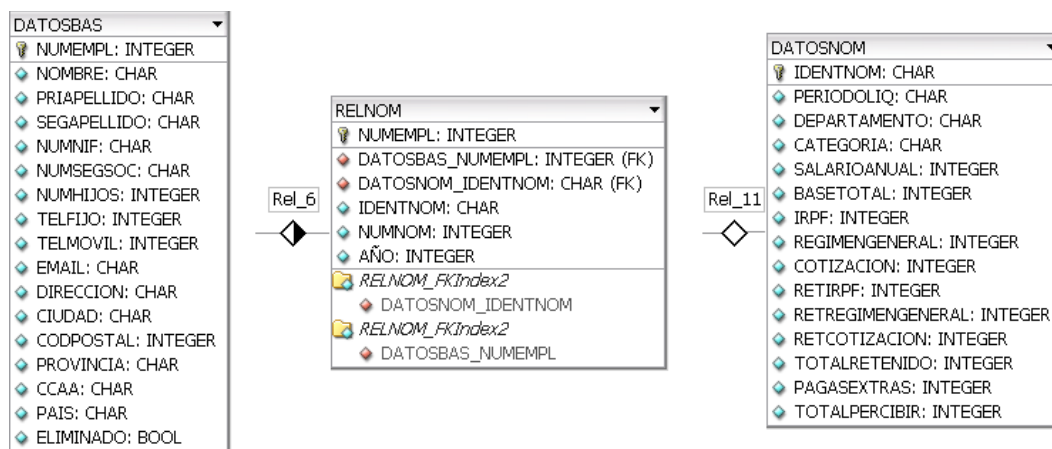 DATOSBAS
NUMEMPL: INTEGER
NOMBRE: CHAR
PRIAPELLIDO: CHAR
SEGAPELLIDO: CHAR
NUMNIF: CHAR
NUMSEGSOC: CHAR
NUMHIJOS: INTEGER
TELFIJO: INTEGER
TELMOVIL: INTEGER
EMAIL: CHAR
DIRECCION: CHAR
CIUDAD: CHAR
CODPOSTAL: INTEGER
PROVINCIA: CHAR
CCAA: CHAR
PAIS: CHAR
ELIMINADO: BOOL
Rel_6
RELNOM
NUMEMPL: INTEGER
DATOSBAS_NUMEMPL: INTEGER (FK)
DATOSNOM_IDENTNOM: CHAR (FK)
IDENTNOM: CHAR
NUMNOM: INTEGER
AÑO: INTEGER
RELNOM_FKIndex2
DATOSNOM_IDENTNOM
RELNOM_FKIndex2
DATOSBAS_NUMEMPL
Rel_11
DATOSNOM
IDENTNOM: CHAR
PERIODOLIQ: CHAR
DEPARTAMENTO: CHAR
CATEGORIA: CHAR
SALARIOANUAL: INTEGER
BASETOTAL: INTEGER
IRPF: INTEGER
REGIMENGENERAL: INTEGER
COTIZACION: INTEGER
RETIRPF: INTEGER
RETREGIMENGENERAL: INTEGER
RETCOTIZACION: INTEGER
TOTALRETENIDO: INTEGER
PAGASEXTRAS: INTEGER
TOTALPERCIBIR: INTEGER